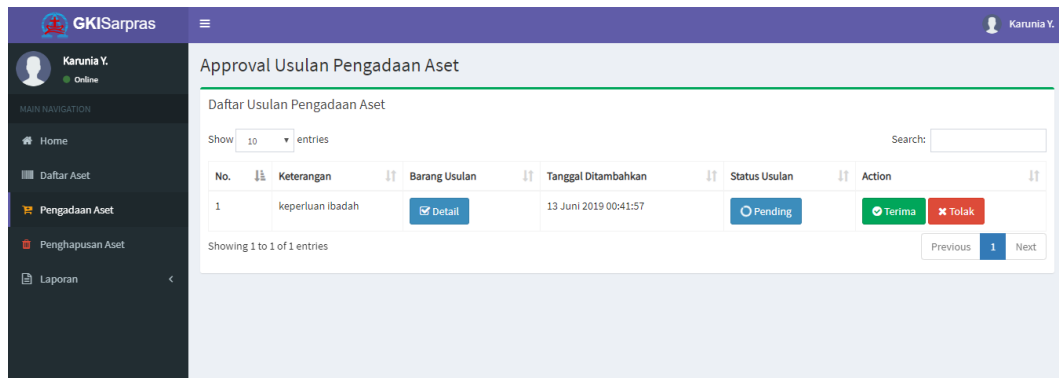 GKISarpras
Karunia Y.
Karunia Y.
Online
MAIN NAVIGATION
Home
Daftar Aset
Pengadaan Aset
Penghapusan Aset
Laporan
Approval Usulan Pengadaan Aset
Daftar Usulan Pengadaan Aset
Show 10 entries Search:
No. Keterangan Barang Usulan Tanggal Ditambahkan Status Usulan Action
1 keperluan ibadah Detail 13 Juni 2019 00:41:57 Pending Terima Tolak
Showing 1 to 1 of 1 entries Previous 1 Next